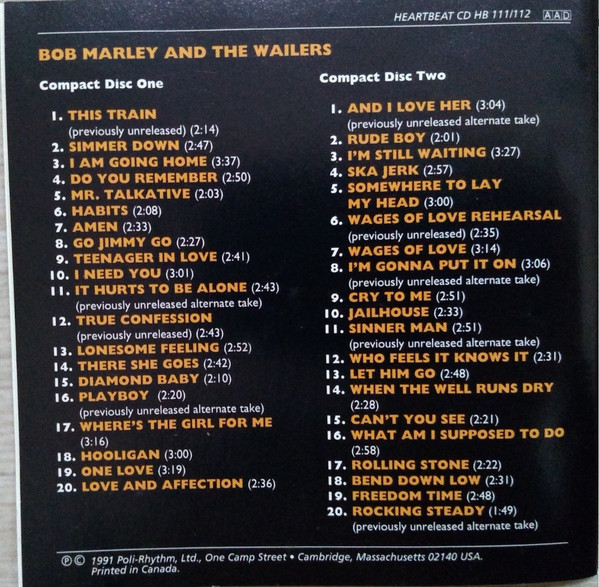 HEARTBEAT CD HB 111/112 AAD
BOB MARLEY AND THE WAILERS
Compact Disc One
1. THIS TRAIN
(previously unreleased) (2:14)
2. SIMMER DOWN (2:47)
3. I AM GOING HOME (3:37)
4. DO YOU REMEMBER (2:50)
5. MR. TALKATIVE (2:03)
6. HABITS (2:08)
7. AMEN (2:33)
8. GO JIMMY GO (2:27)
9. TEENAGER IN LOVE (2:41)
10. I NEED YOU (3:01)
11. IT HURTS TO BE ALONE (2:43)
(previously unreleased alternate take)
12. TRUE CONFESSION
(previously unreleased) (2:43)
13. LONESOME FEELING (2:52)
14. THERE SHE GOES (2:42)
15. DIAMOND BABY (2:10)
16. PLAYBOY (2:20)
(previously unreleased alternate take)
17. WHERE'S THE GIRL FOR ME
(3:16)
18. HOOLIGAN (3:00)
19. ONE LOVE (3:19)
20. LOVE AND AFFECTION (2:36)
Compact Disc Two
1. AND I LOVE HER (3:04)
(previously unreleased alternate take)
2. RUDE BOY (2:01)
3. I'M STILL WAITING (3:27)
4. SKA JERK (2:57)
5. SOMEWHERE TO LAY
MY HEAD (3:00)
6. WAGES OF LOVE REHEARSAL
(previously unreleased) (2:35)
7. WAGES OF LOVE (3:14)
8. I'M GONNA PUT IT ON (3:06)
(previously unreleased alternate take)
9. CRY TO ME (2:51)
10. JAILHOUSE (2:33)
11. SINNER MAN (2:51)
(previously unreleased alternate take)
12. WHO FEELS IT KNOWS IT (2:31)
13. LET HIM GO (2:48)
14. WHEN THE WELL RUNS DRY
(2:28)
15. CAN'T YOU SEE (2:21)
16. WHAT AM I SUPPOSED TO DO
(2:58)
17. ROLLING STONE (2:22)
18. BEND DOWN LOW (2:31)
19. FREEDOM TIME (2:48)
20. ROCKING STEADY (1:49)
(previously unreleased alternate take)
℗ © 1991 Poli-Rhythm, Ltd., One Camp Street • Cambridge, Massachusetts 02140 USA.
Printed in Canada.